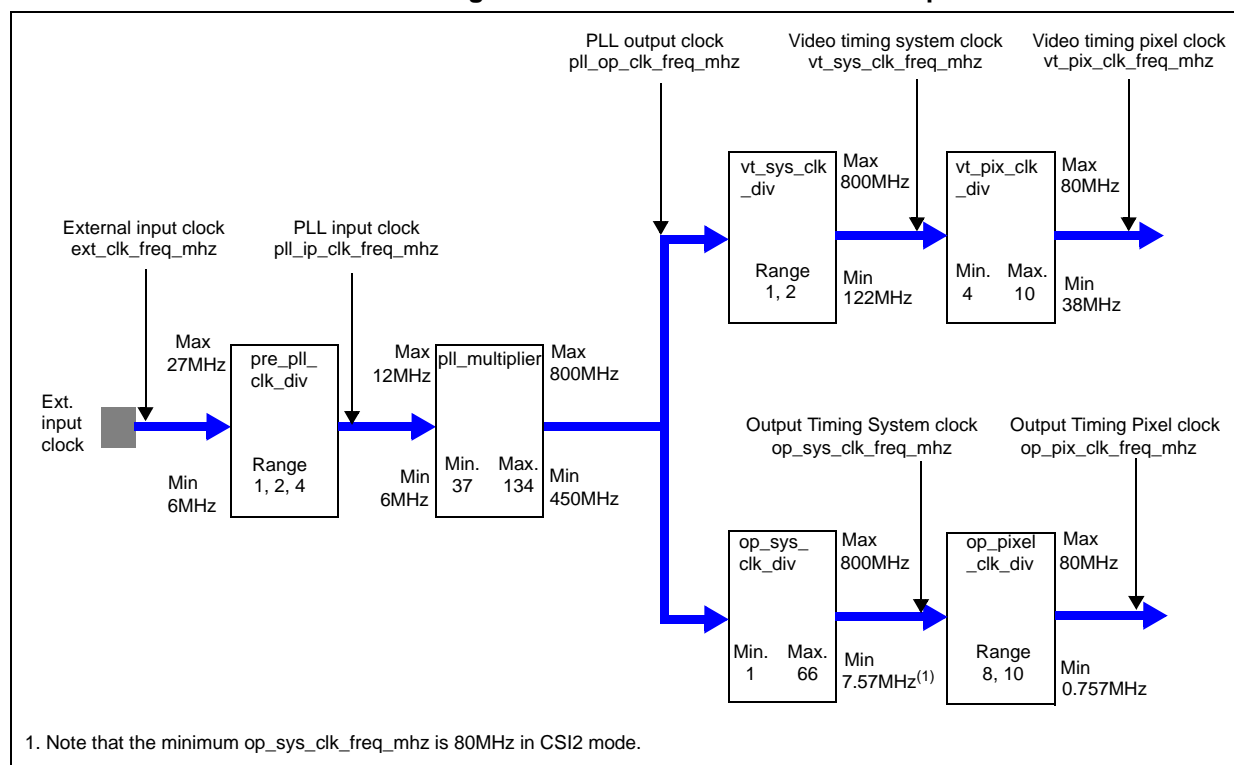 PLL output clock
pll_op_clk_freq_mhz
Video timing system clock
vt_sys_clk_freq_mhz
Video timing pixel clock
vt_pix_clk_freq_mhz
External input clock
ext_clk_freq_mhz
PLL input clock
pll_ip_clk_freq_mhz
Ext.
input
clock
Max
27MHz
Min
6MHz
pre_pll_
clk_div
Range
1, 2, 4
Max
12MHz
Min
6MHz
pll_multiplier
Min. Max.
37 134
Max
800MHz
Min
450MHz
vt_sys_clk
_div
Range
1, 2
Max
800MHz
Min
122MHz
vt_pix_clk
_div
Min. Max.
4 10
Max
80MHz
Min
38MHz
Output Timing System clock
op_sys_clk_freq_mhz
Output Timing Pixel clock
op_pix_clk_freq_mhz
op_sys_
clk_div
Min. Max.
1 66
Max
800MHz
Min
7.57MHz(1)
op_pixel
_clk_div
Range
8, 10
Max
80MHz
Min
0.757MHz
1. Note that the minimum op_sys_clk_freq_mhz is 80MHz in CSI2 mode.